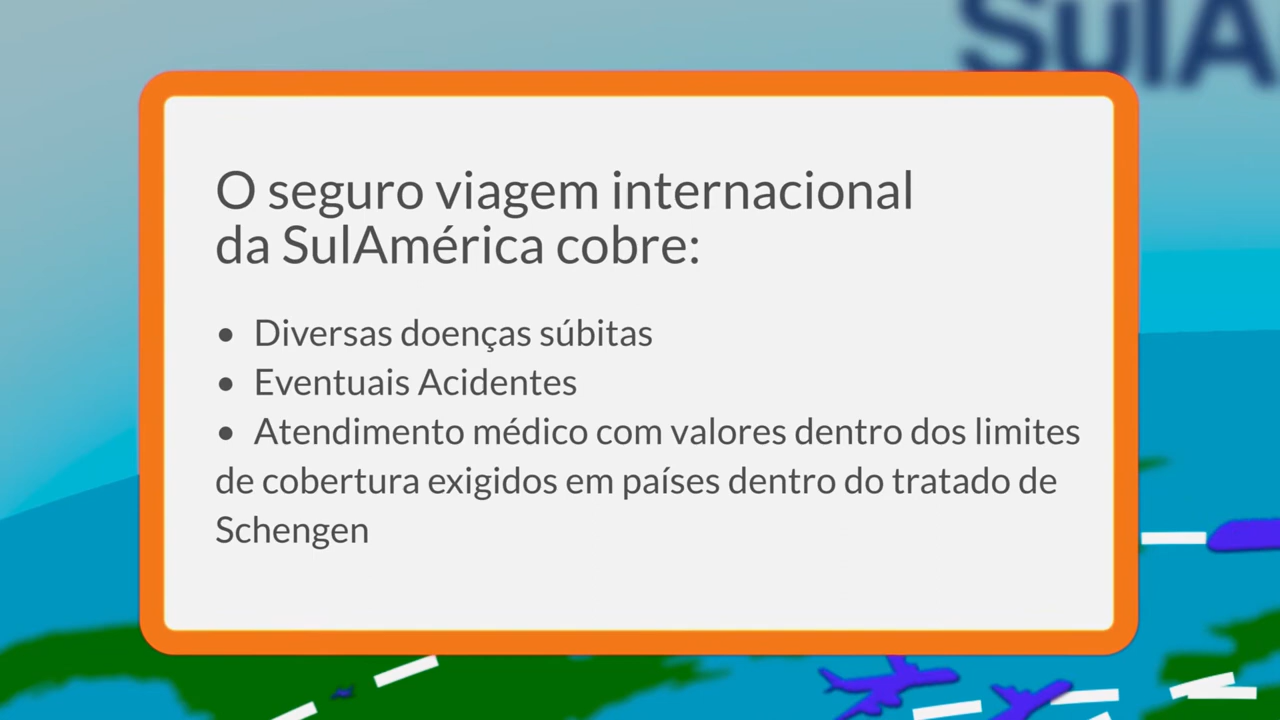 SulA
O seguro viagem internacional
da SulAmérica cobre:
• Diversas doenças súbitas
• Eventuais Acidentes
• Atendimento médico com valores dentro dos limites
de cobertura exigidos em países dentro do tratado de
Schengen